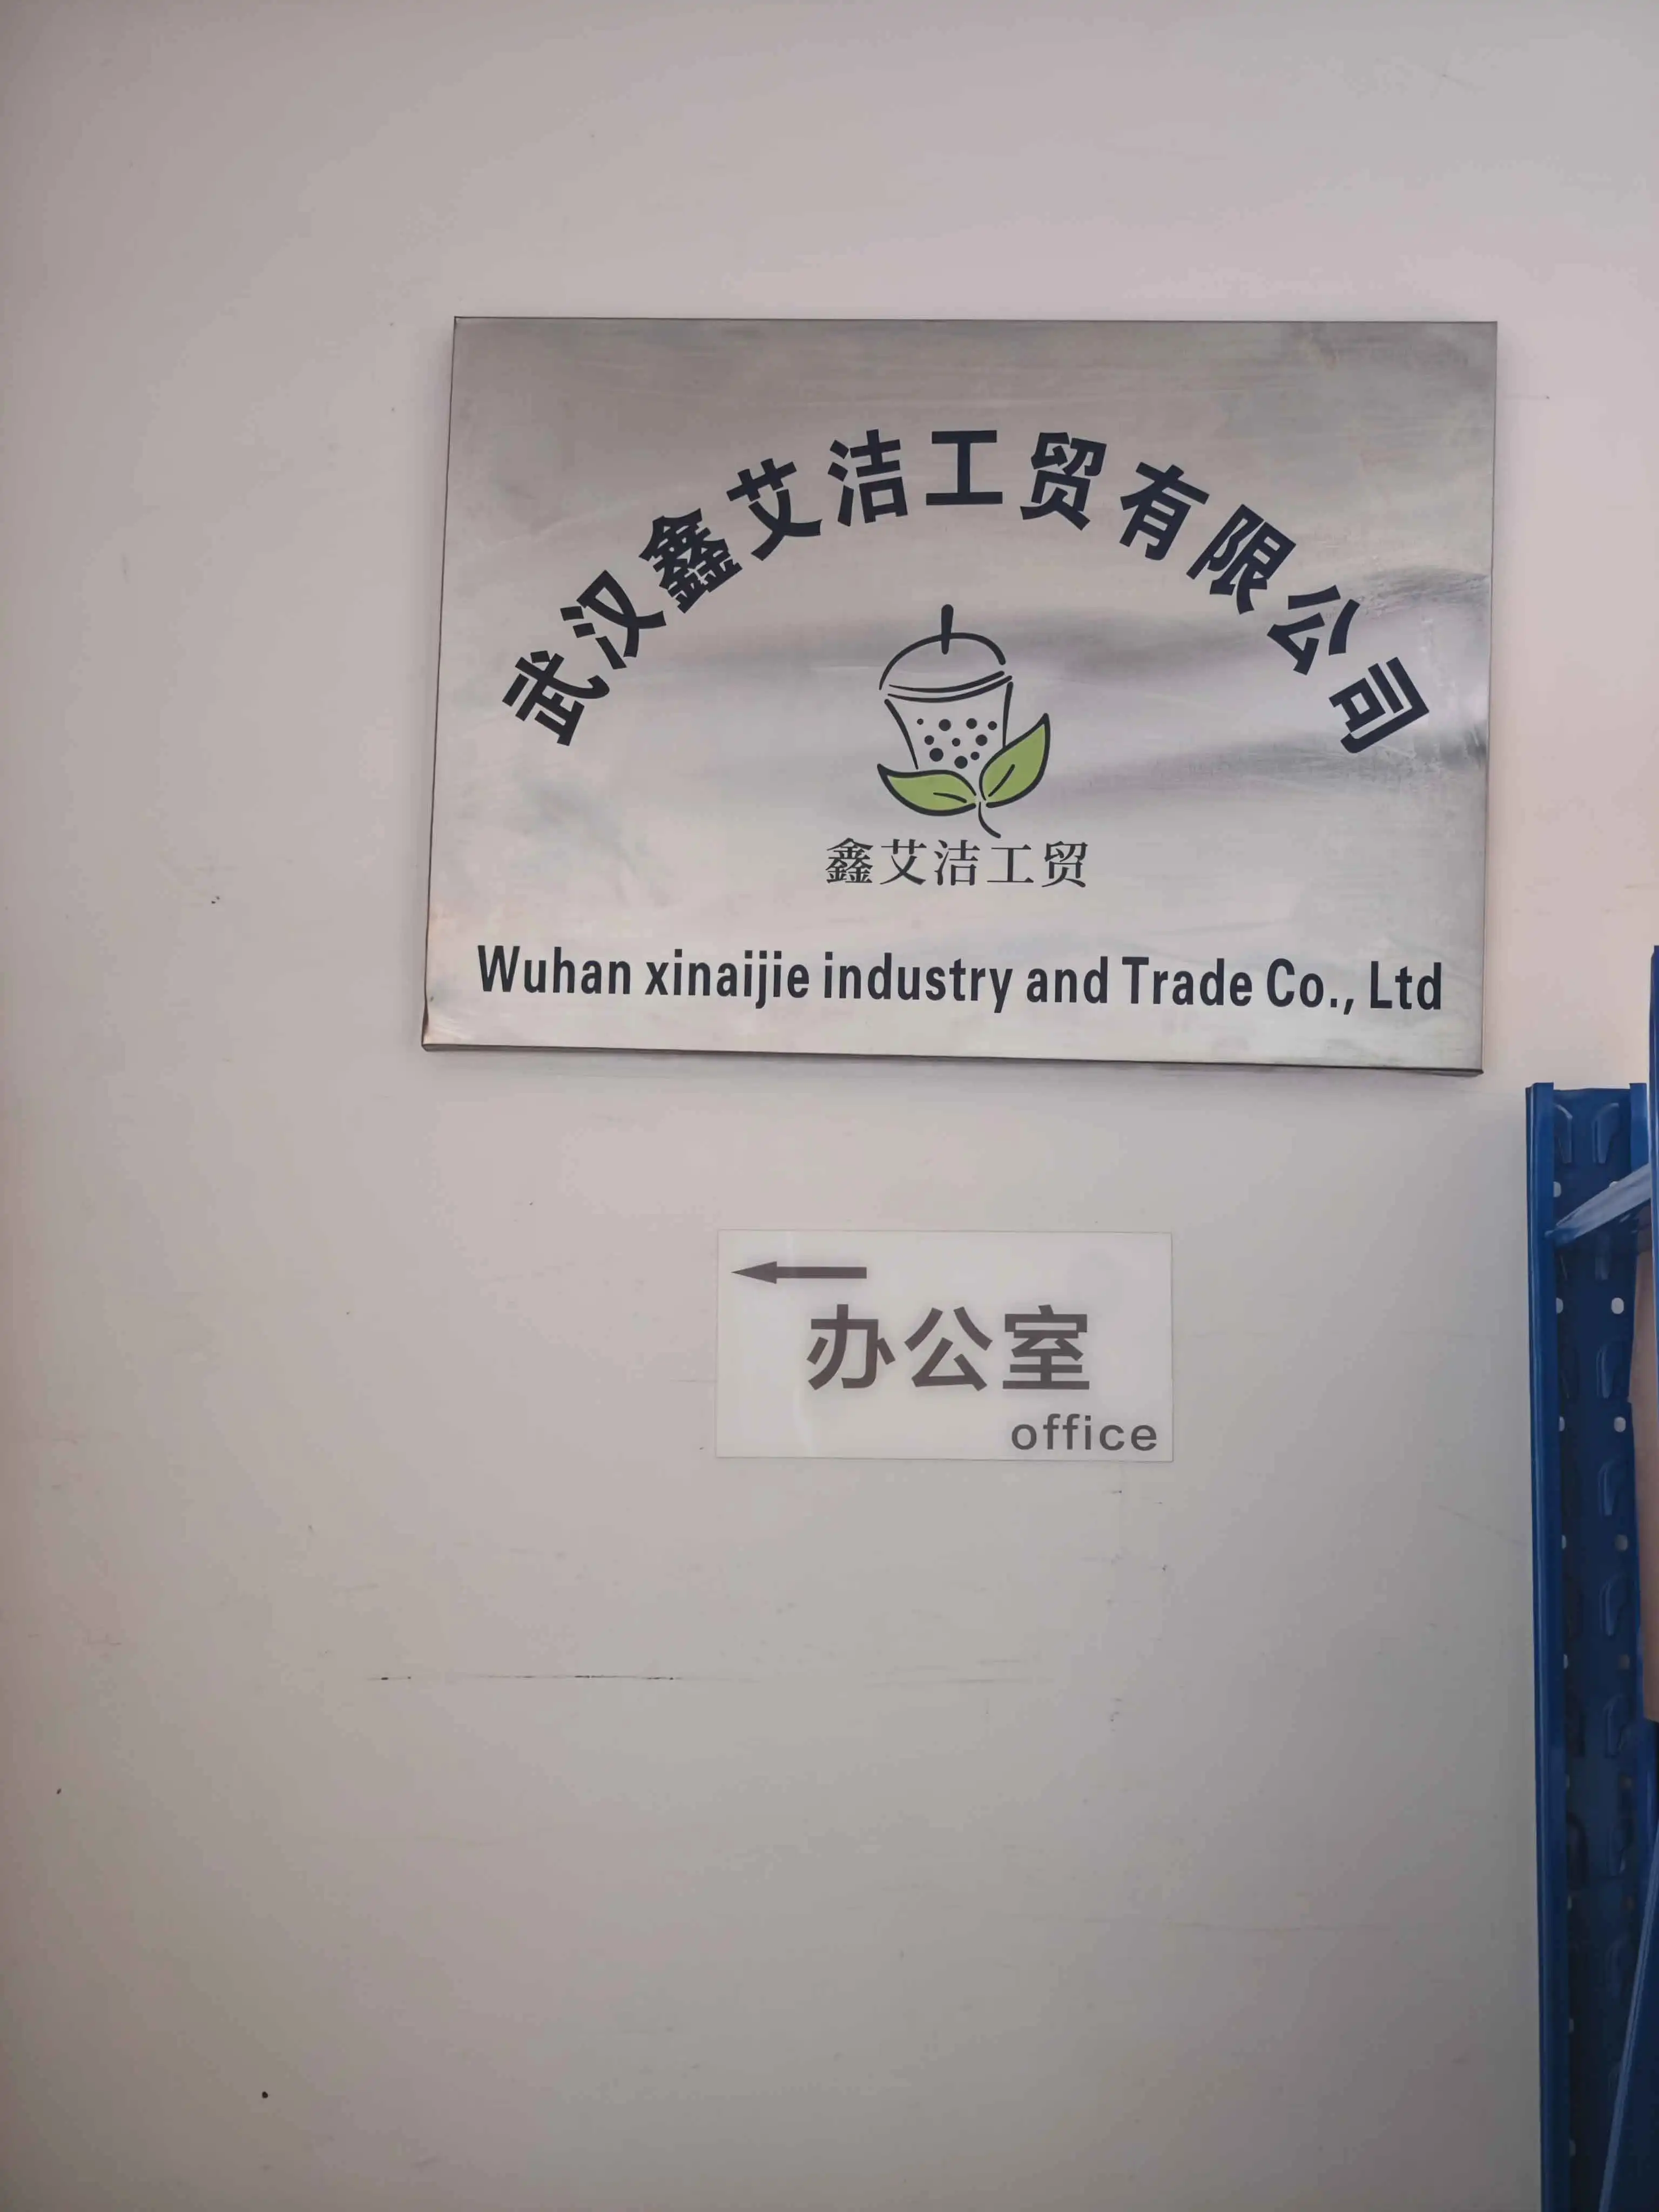 武汉鑫艾洁工贸有限公司
鑫艾洁工贸
Wuhan xinaijie industry and Trade Co., Ltd
办公室
office